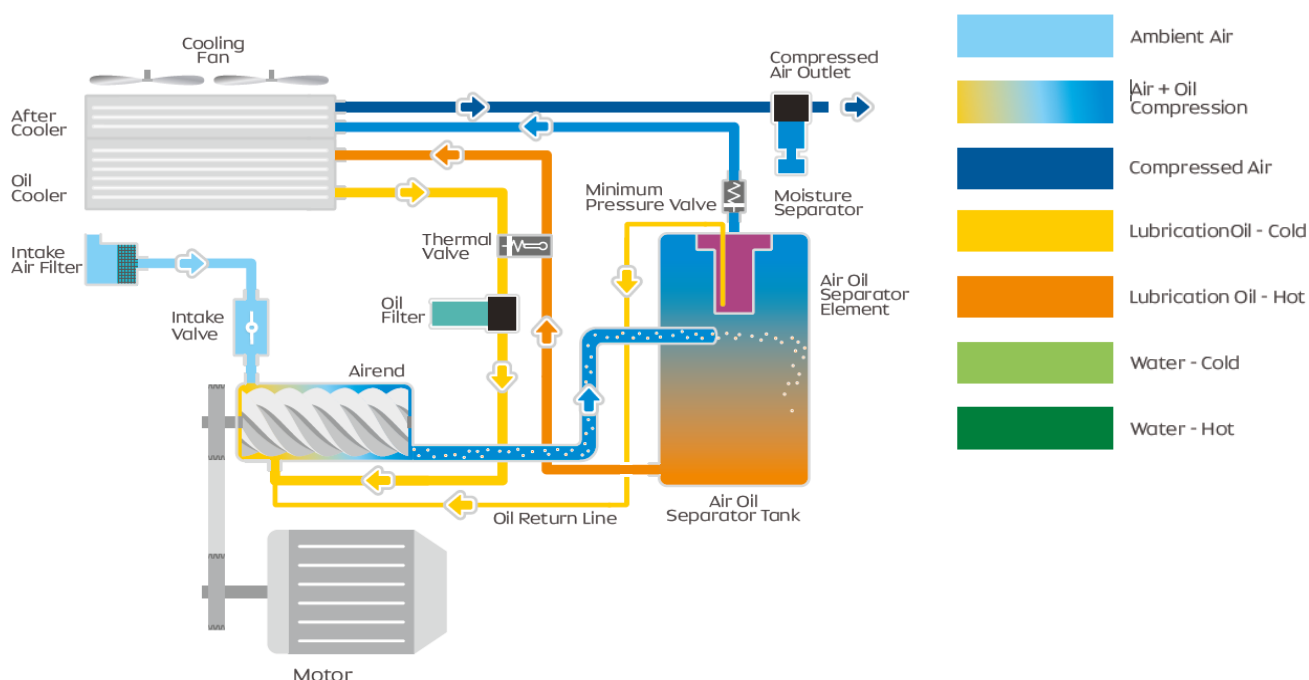 Cooling
Fan
After
Cooler
Oil
Cooler
Intake
Air Filter
Intake
Valve
Thermal
Valve
Oil
Filter
Airend
Minimum
Pressure Valve
Compressed
Air Outlet
Moisture
Separator
Air Oil
Separator
Element
Air Oil
Separator Tank
Oil Return Line
Motor
Ambient Air
Air + Oil
Compression
Compressed Air
LubricationOil - Cold
Lubrication Oil - Hot
Water - Cold
Water - Hot